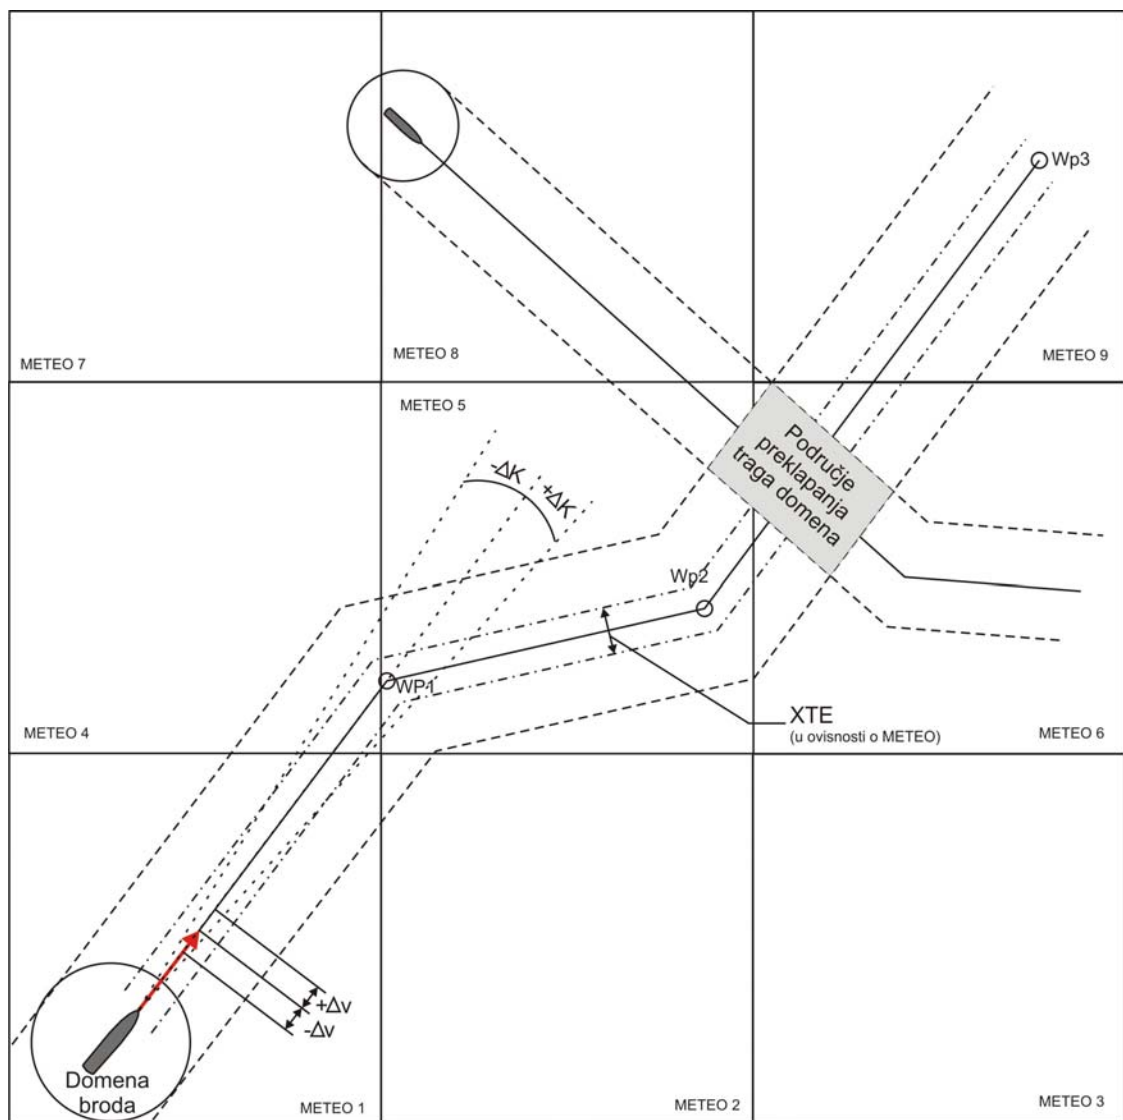 Wp3
METEO 7
METEO 8
METEO 9
METEO 5
Područje
preklapanja
traga domena
-ΔK
+ΔK
Wp2
WP1
XTE
(u ovisnosti o METEO)
METEO 4
METEO 6
+Δv
-Δv
Domena
broda
METEO 1
METEO 2
METEO 3